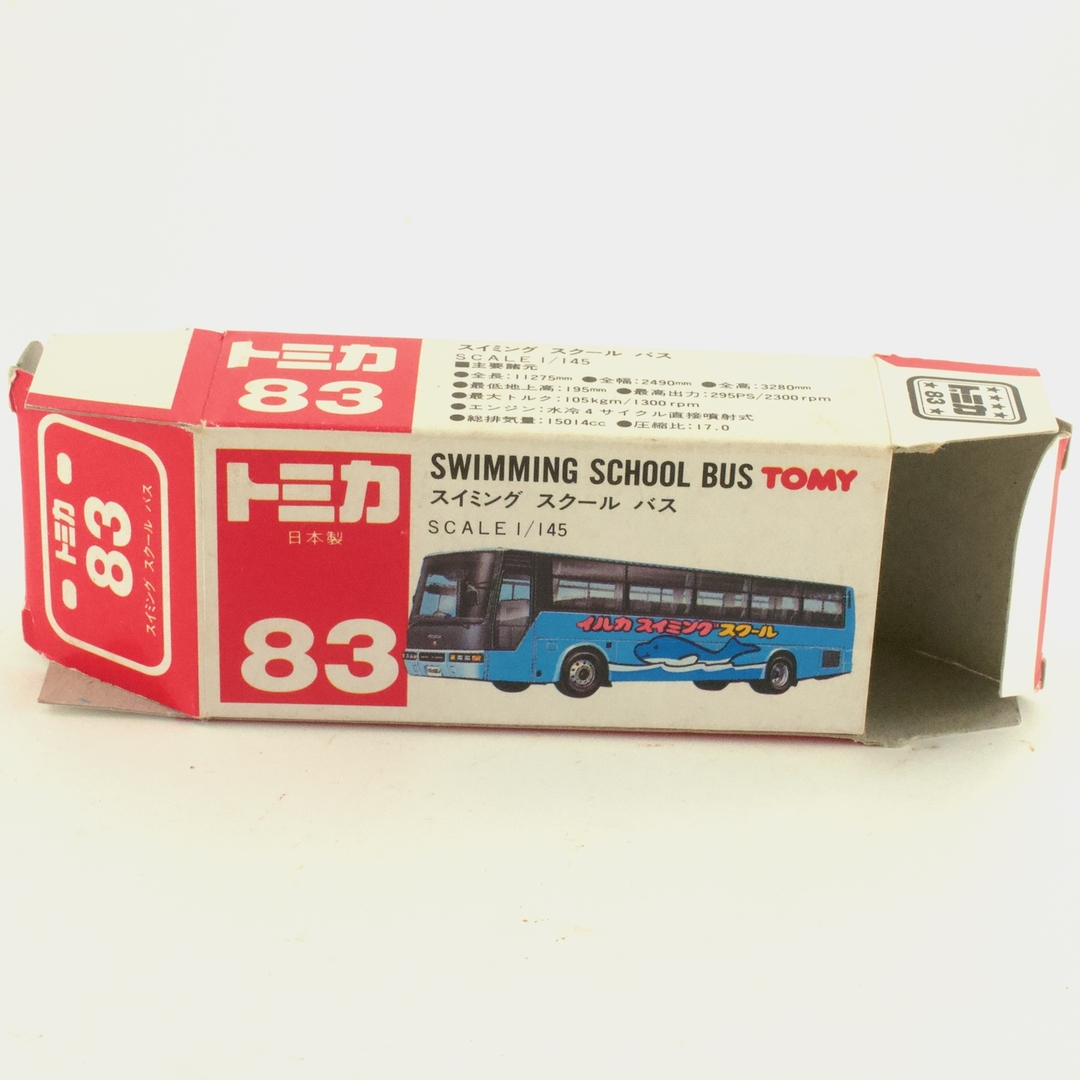 トミカ
83
スイミング スクール バス
SCALE 1/145
■主要諸元
●全長:11275mm ●全幅:2490mm ●全高:3280mm
●最低地上高:195mm ●最高出力:295PS/2300rpm
●最大トルク:105kgm/1300rpm
●エンジン:水冷4サイクル直接噴射式
●総排気量:15014cc ●圧縮比:17.0
トミカ
83
トミカ
83
スイミング スクール バス
トミカ
日本製
83
SWIMMING SCHOOL BUS TOMY
スイミング スクール バス
SCALE 1/145
イルカ スイミングスクール